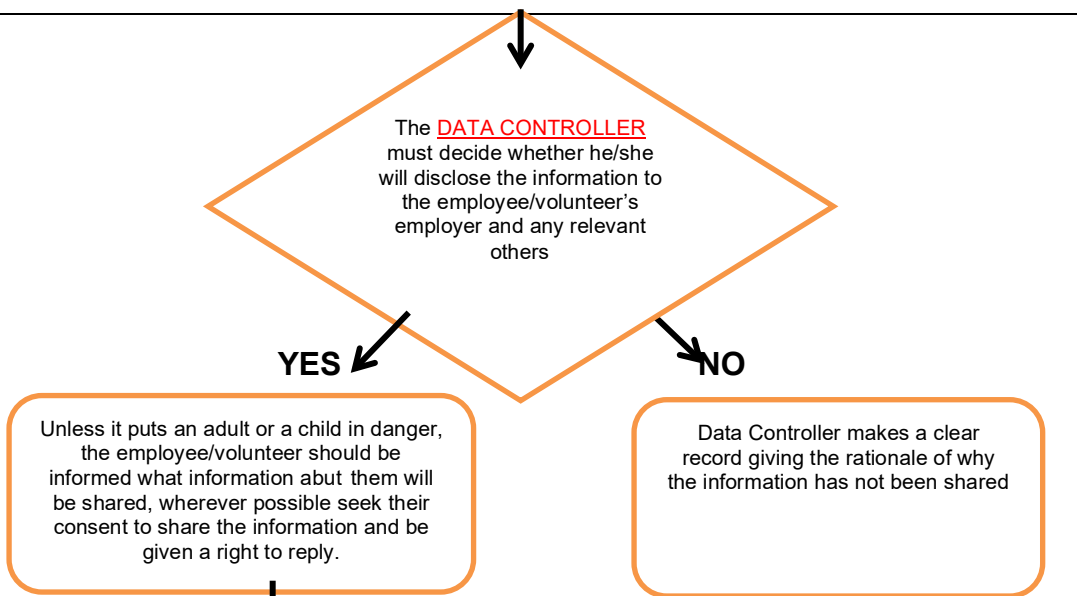 The DATA CONTROLLER
must decide whether he/she
will disclose the information to
the employee/volunteer’s
employer and any relevant
others
YES
NO
Unless it puts an adult or a child in danger,
the employee/volunteer should be
informed what information abut them will
be shared, wherever possible seek their
consent to share the information and be
given a right to reply.
Data Controller makes a clear
record giving the rationale of why
the information has not been shared